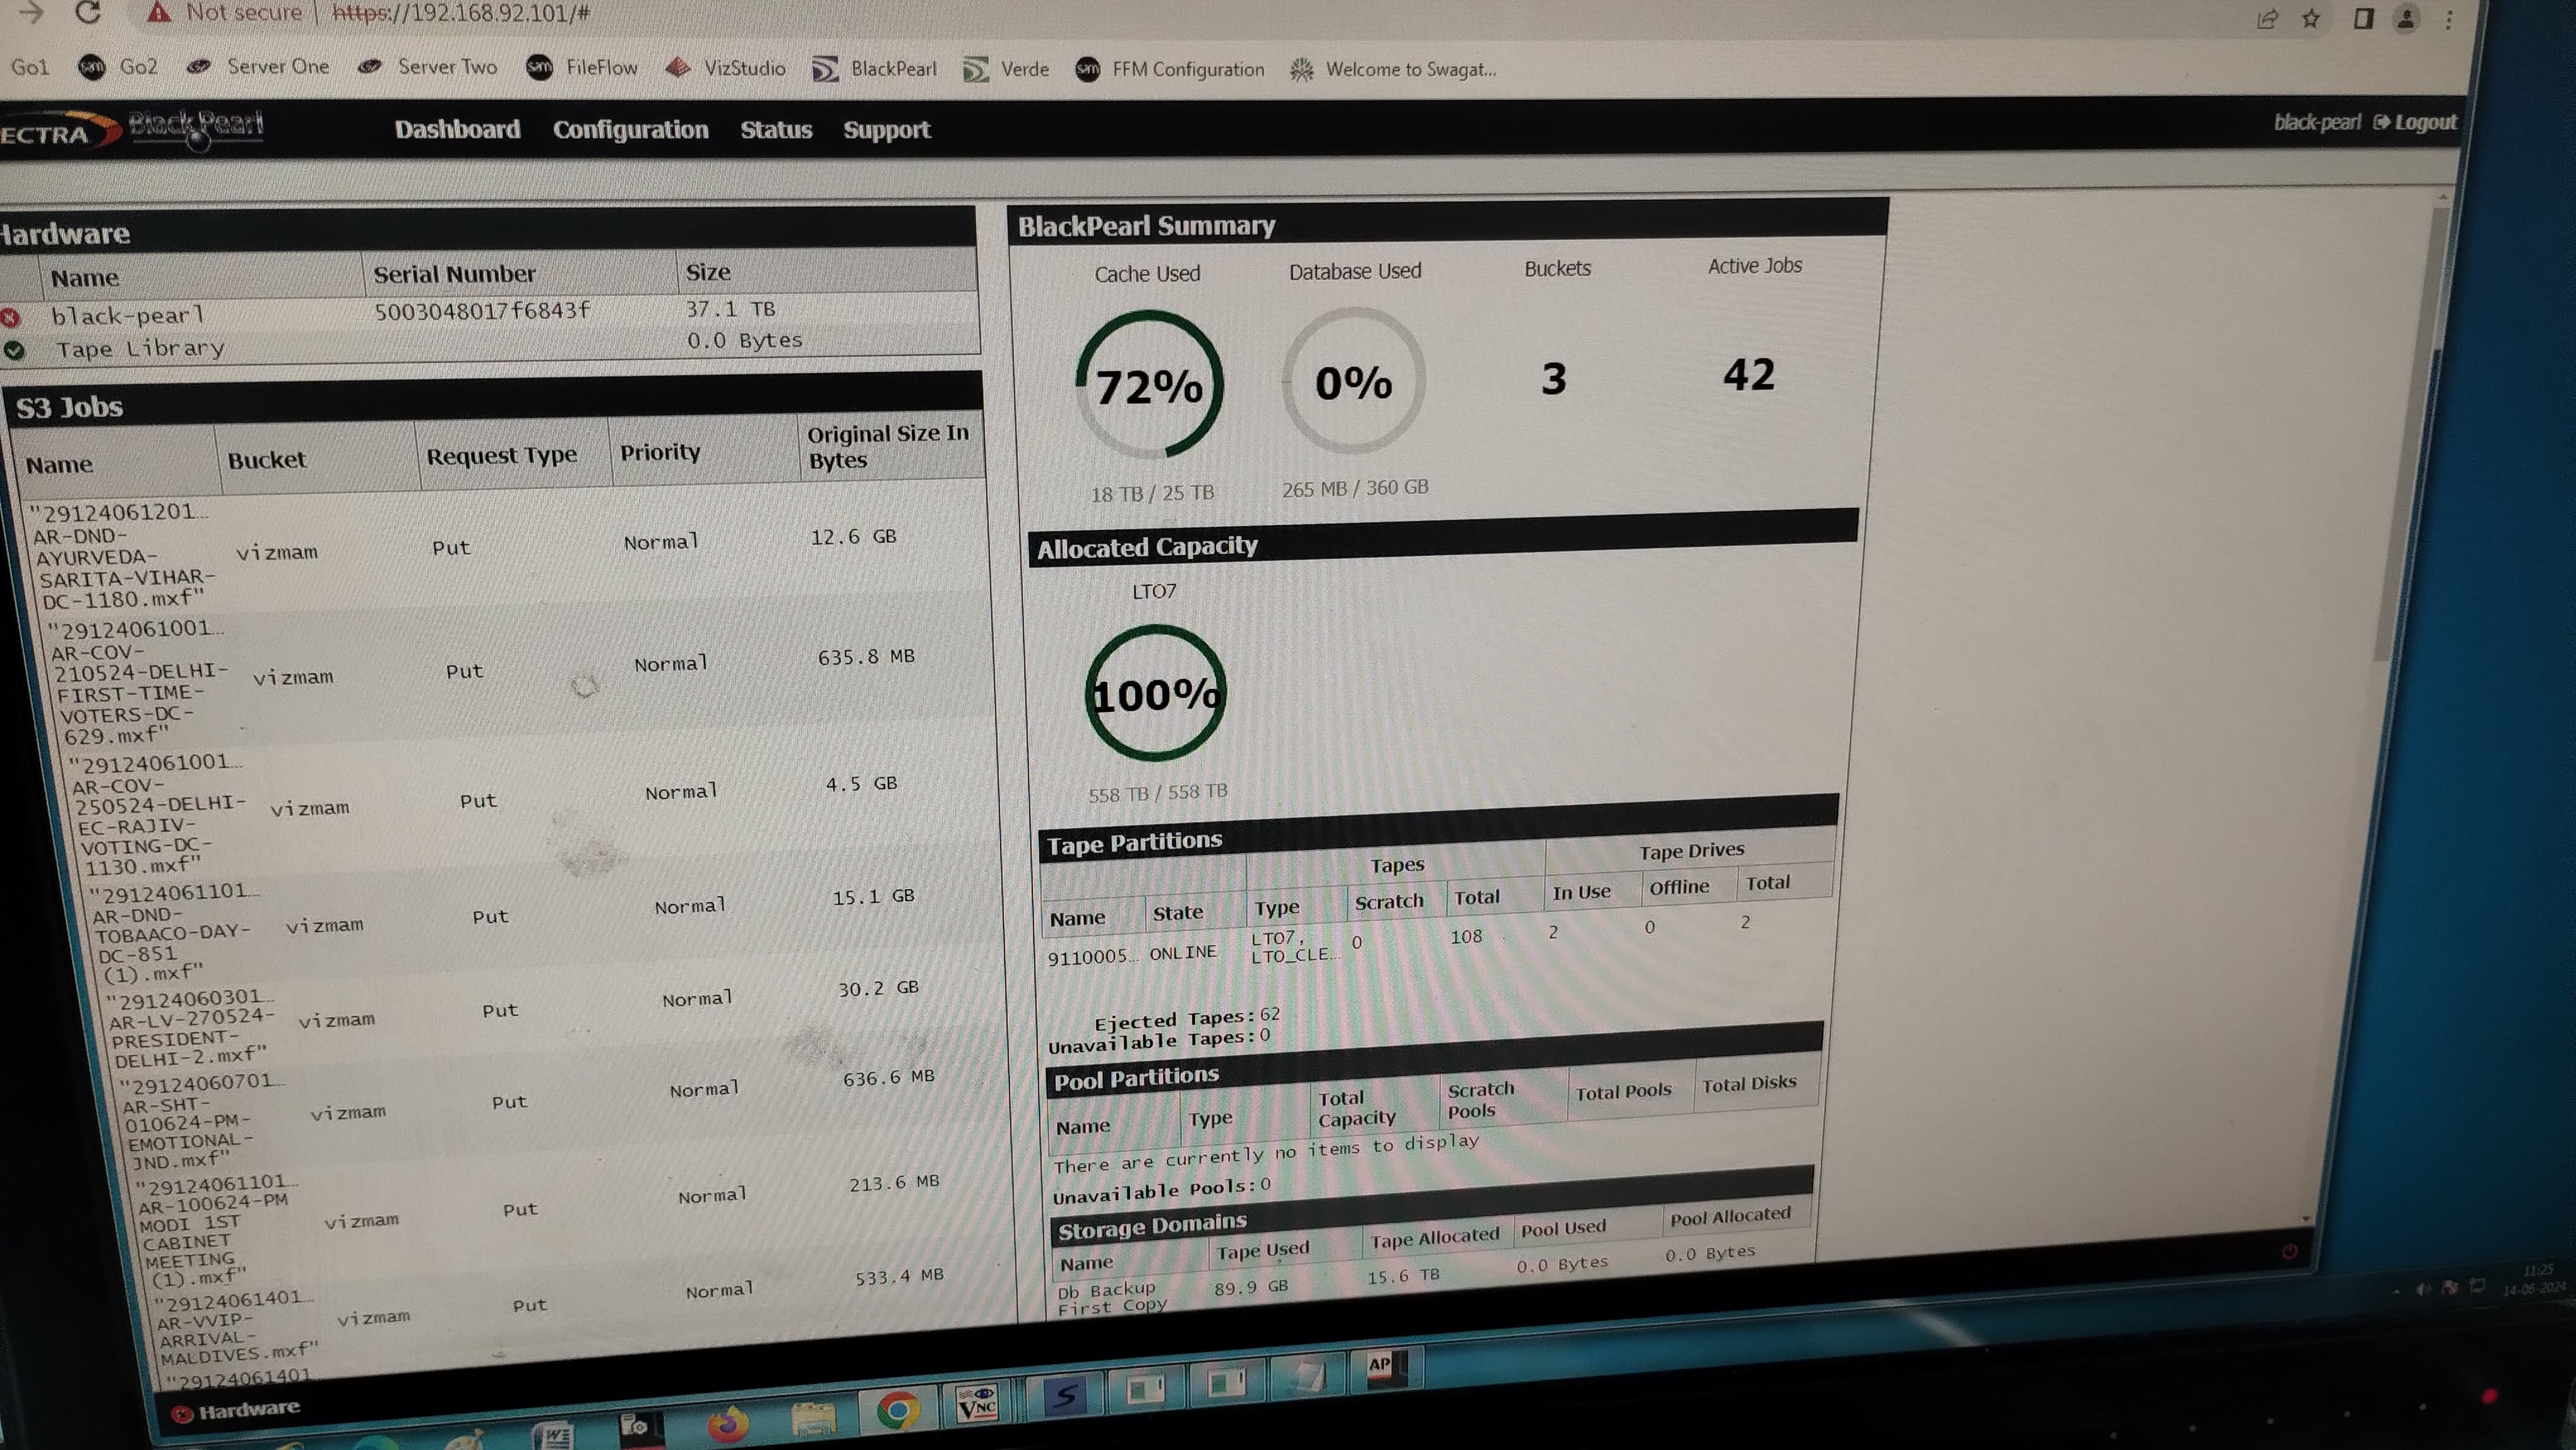 Not secure | https://192.168.92.101/#
Go1 Go2 Server One Server Two FileFlow VizStudio BlackPearl Verde FFM Configuration Welcome to Swagat...
ECTRA BlackPearl Dashboard Configuration Status Support black-pearl Logout
Hardware
Name Serial Number Size
black-pearl 5003048017f6843f 37.1 TB
Tape Library 0.0 Bytes
S3 Jobs
Name Bucket Request Type Priority Original Size In
Bytes
"29124061201...
AR-DND-
AYURVEDA-
SARITA-VIHAR-
DC-1180.mxf"
vizmam Put Normal 12.6 GB
"29124061001...
AR-COV-
210524-DELHI-
FIRST-TIME-
VOTERS-DC-
629.mxf"
vizmam Put Normal 635.8 MB
"29124061001...
AR-COV-
250524-DELHI-
EC-RAJIV-
VOTING-DC-
1130.mxf"
vizmam Put Normal 4.5 GB
"29124061101...
AR-DND-
TOBAACO-DAY-
DC-851
(1).mxf"
vizmam Put Normal 15.1 GB
"29124060301...
AR-LV-270524-
PRESIDENT-
DELHI-2.mxf"
vizmam Put Normal 30.2 GB
"29124060701...
AR-SHT-
010624-PM-
EMOTIONAL-
JND.mxf"
vizmam Put Normal 636.6 MB
"29124061101...
AR-100624-PM
MODI 1ST
CABINET
MEETING
(1).mxf"
vizmam Put Normal 213.6 MB
"29124061401...
AR-VVIP-
ARRIVAL-
MALDIVES.mxf"
vizmam Put Normal 533.4 MB
"29124061401...
Hardware
BlackPearl Summary
Cache Used Database Used Buckets Active Jobs
72% 0% 3 42
18 TB / 25 TB 265 MB / 360 GB
Allocated Capacity
LTO7
100%
558 TB / 558 TB
Tape Partitions
Tapes Tape Drives
Name State Type Scratch Total In Use Offline Total
9110005... ONLINE LTO7, 0 108 2 0 2
LTO_CLE...
Ejected Tapes: 62
Unavailable Tapes: 0
Pool Partitions
Name Type Total
Capacity Scratch
Pools Total Pools Total Disks
There are currently no items to display
Unavailable Pools: 0
Storage Domains
Name Tape Used Tape Allocated Pool Used Pool Allocated
Db Backup
First Copy 89.9 GB 15.6 TB 0.0 Bytes 0.0 Bytes
VNC
AP
11:25
14-06-2024